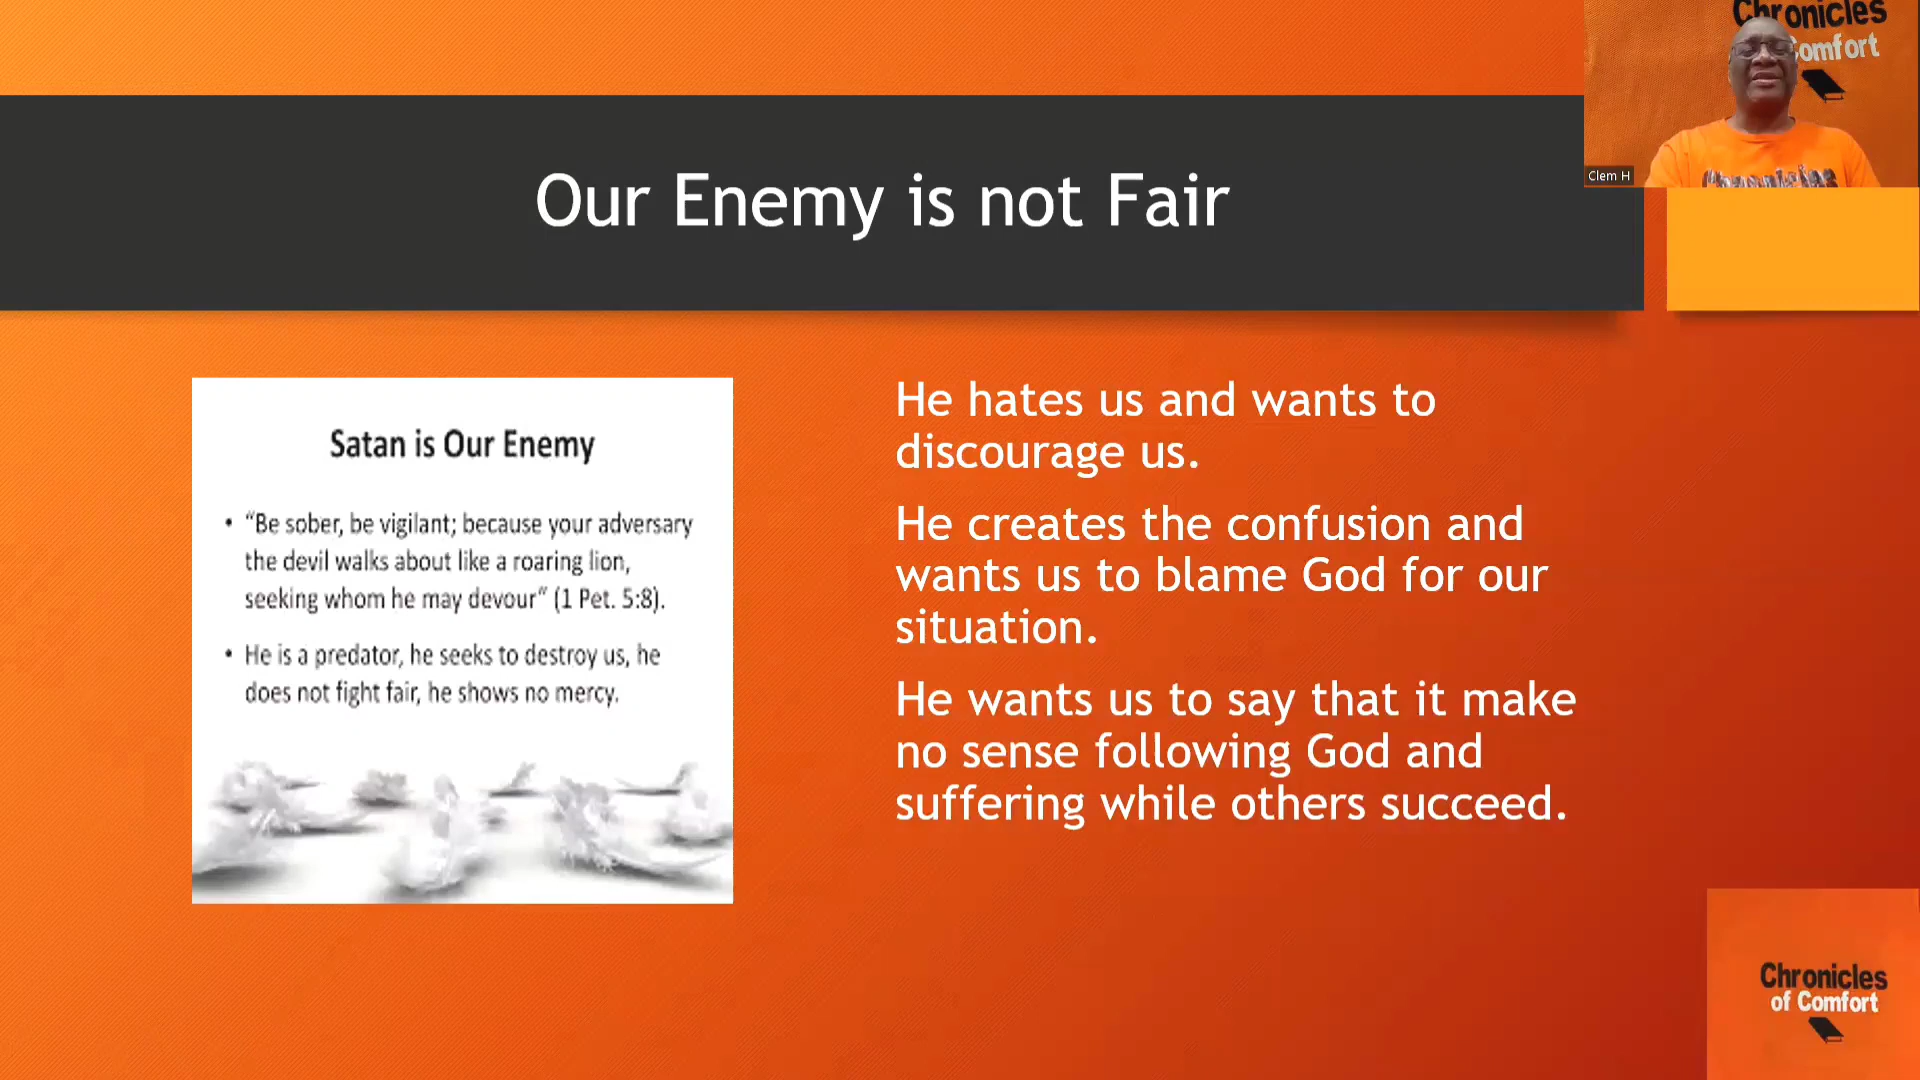 Chronicles
Comfort
Clem H
Our Enemy is not Fair
Satan is Our Enemy
• “Be sober, be vigilant; because your adversary
the devil walks about like a roaring lion,
seeking whom he may devour” (1 Pet. 5:8).
• He is a predator, he seeks to destroy us, he
does not fight fair, he shows no mercy.
He hates us and wants to
discourage us.
He creates the confusion and
wants us to blame God for our
situation.
He wants us to say that it make
no sense following God and
suffering while others succeed.
Chronicles
of Comfort